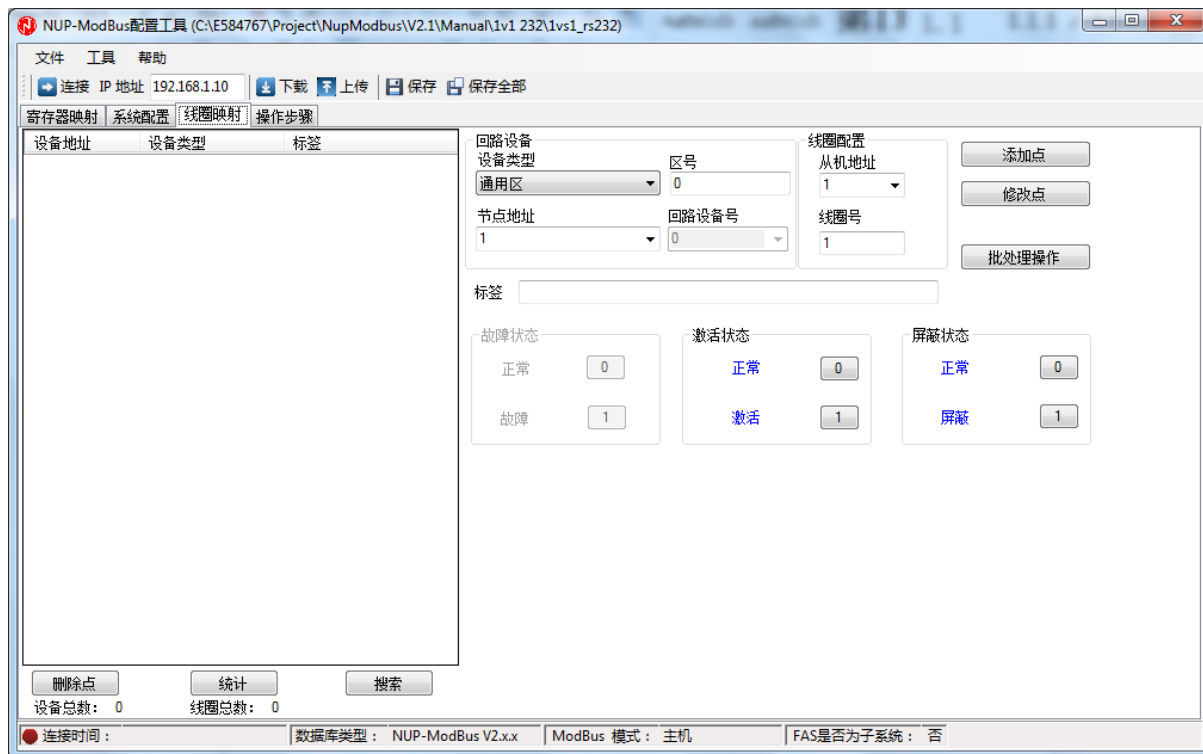 NUP-ModBus配置工具 (C:\E584767\Project\NupModbus\V2.1\Manual\1v1 232\1vs1_rs232)
文件 工具 帮助
连接 IP 地址 192.168.1.10 下载 上传 保存 保存全部
寄存器映射 系统配置 线圈映射 操作步骤
设备地址 设备类型 标签
回路设备
设备类型 区号
通用区 0
节点地址 回路设备号
1 0
线圈配置
从机地址
1
线圈号
1
添加点
修改点
批处理操作
标签
故障状态
正常 0
故障 1
激活状态
正常 0
激活 1
屏蔽状态
正常 0
屏蔽 1
删除点 统计 搜索
设备总数： 0 线圈总数： 0
连接时间： 数据库类型： NUP-ModBus V2.x.x ModBus 模式： 主机 FAS是否为子系统： 否